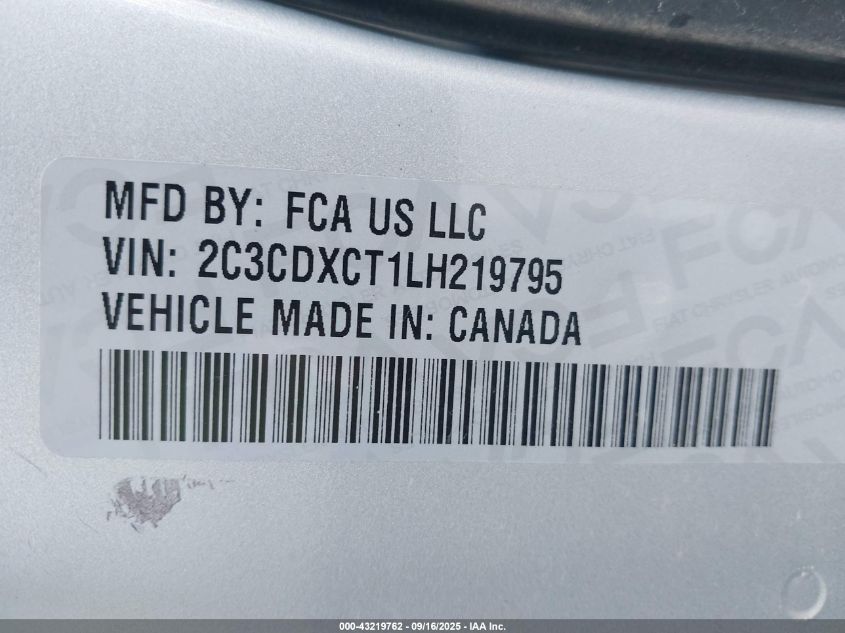 MFD BY: FCA US LLC
VIN: 2C3CDXCT1LH219795
VEHICLE MADE IN: CANADA
000-43219762 - 09/16/2025 - IAA Inc.